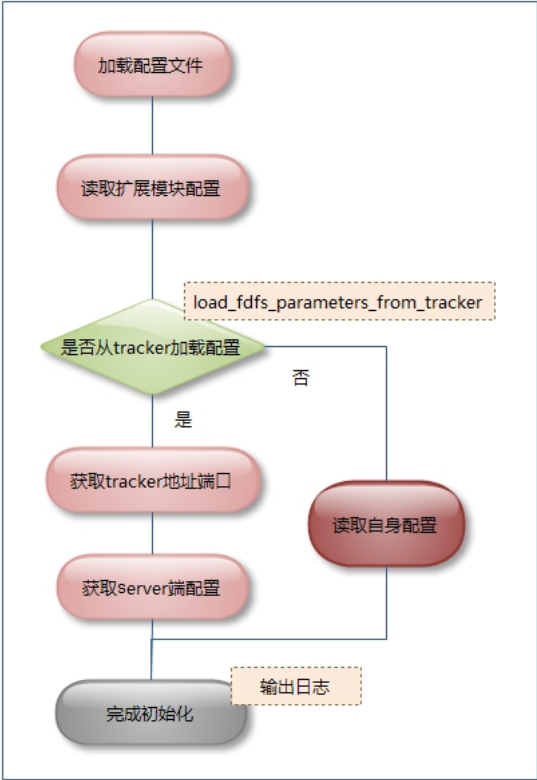 加载配置文件
读取扩展模块配置
load_fdfs_parameters_from_tracker
是否从tracker加载配置
否
是
获取tracker地址端口
读取自身配置
获取server端配置
输出日志
完成初始化